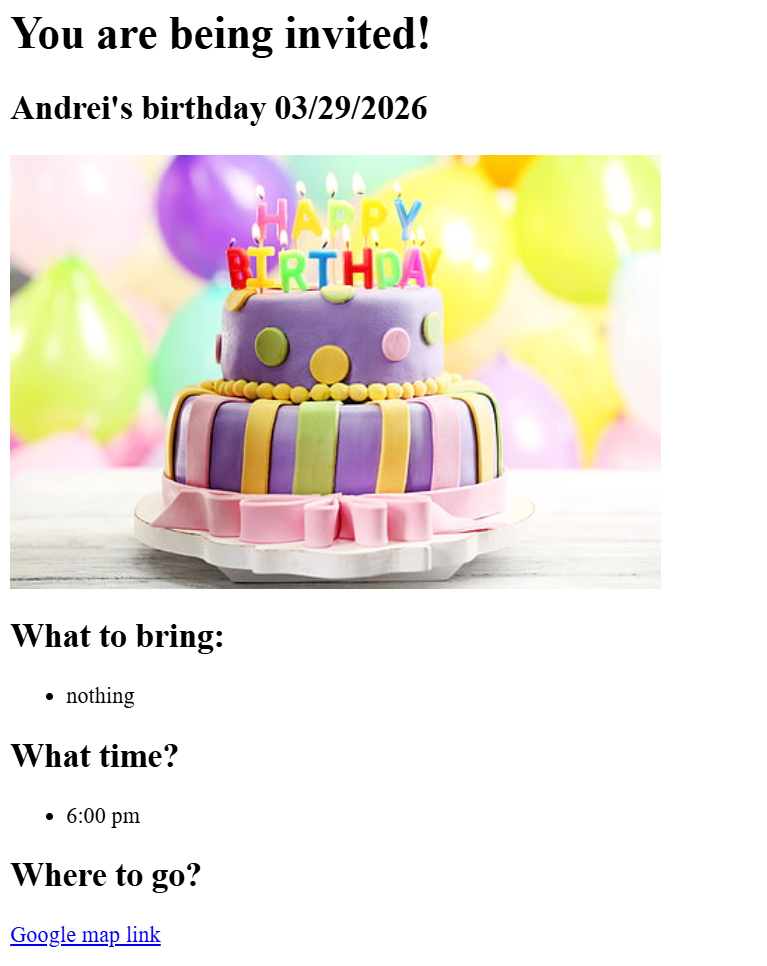 You are being invited!
Andrei's birthday 03/29/2026
HAPPY
BIRTHDAY
What to bring:
nothing
What time?
6:00 pm
Where to go?
Google map link